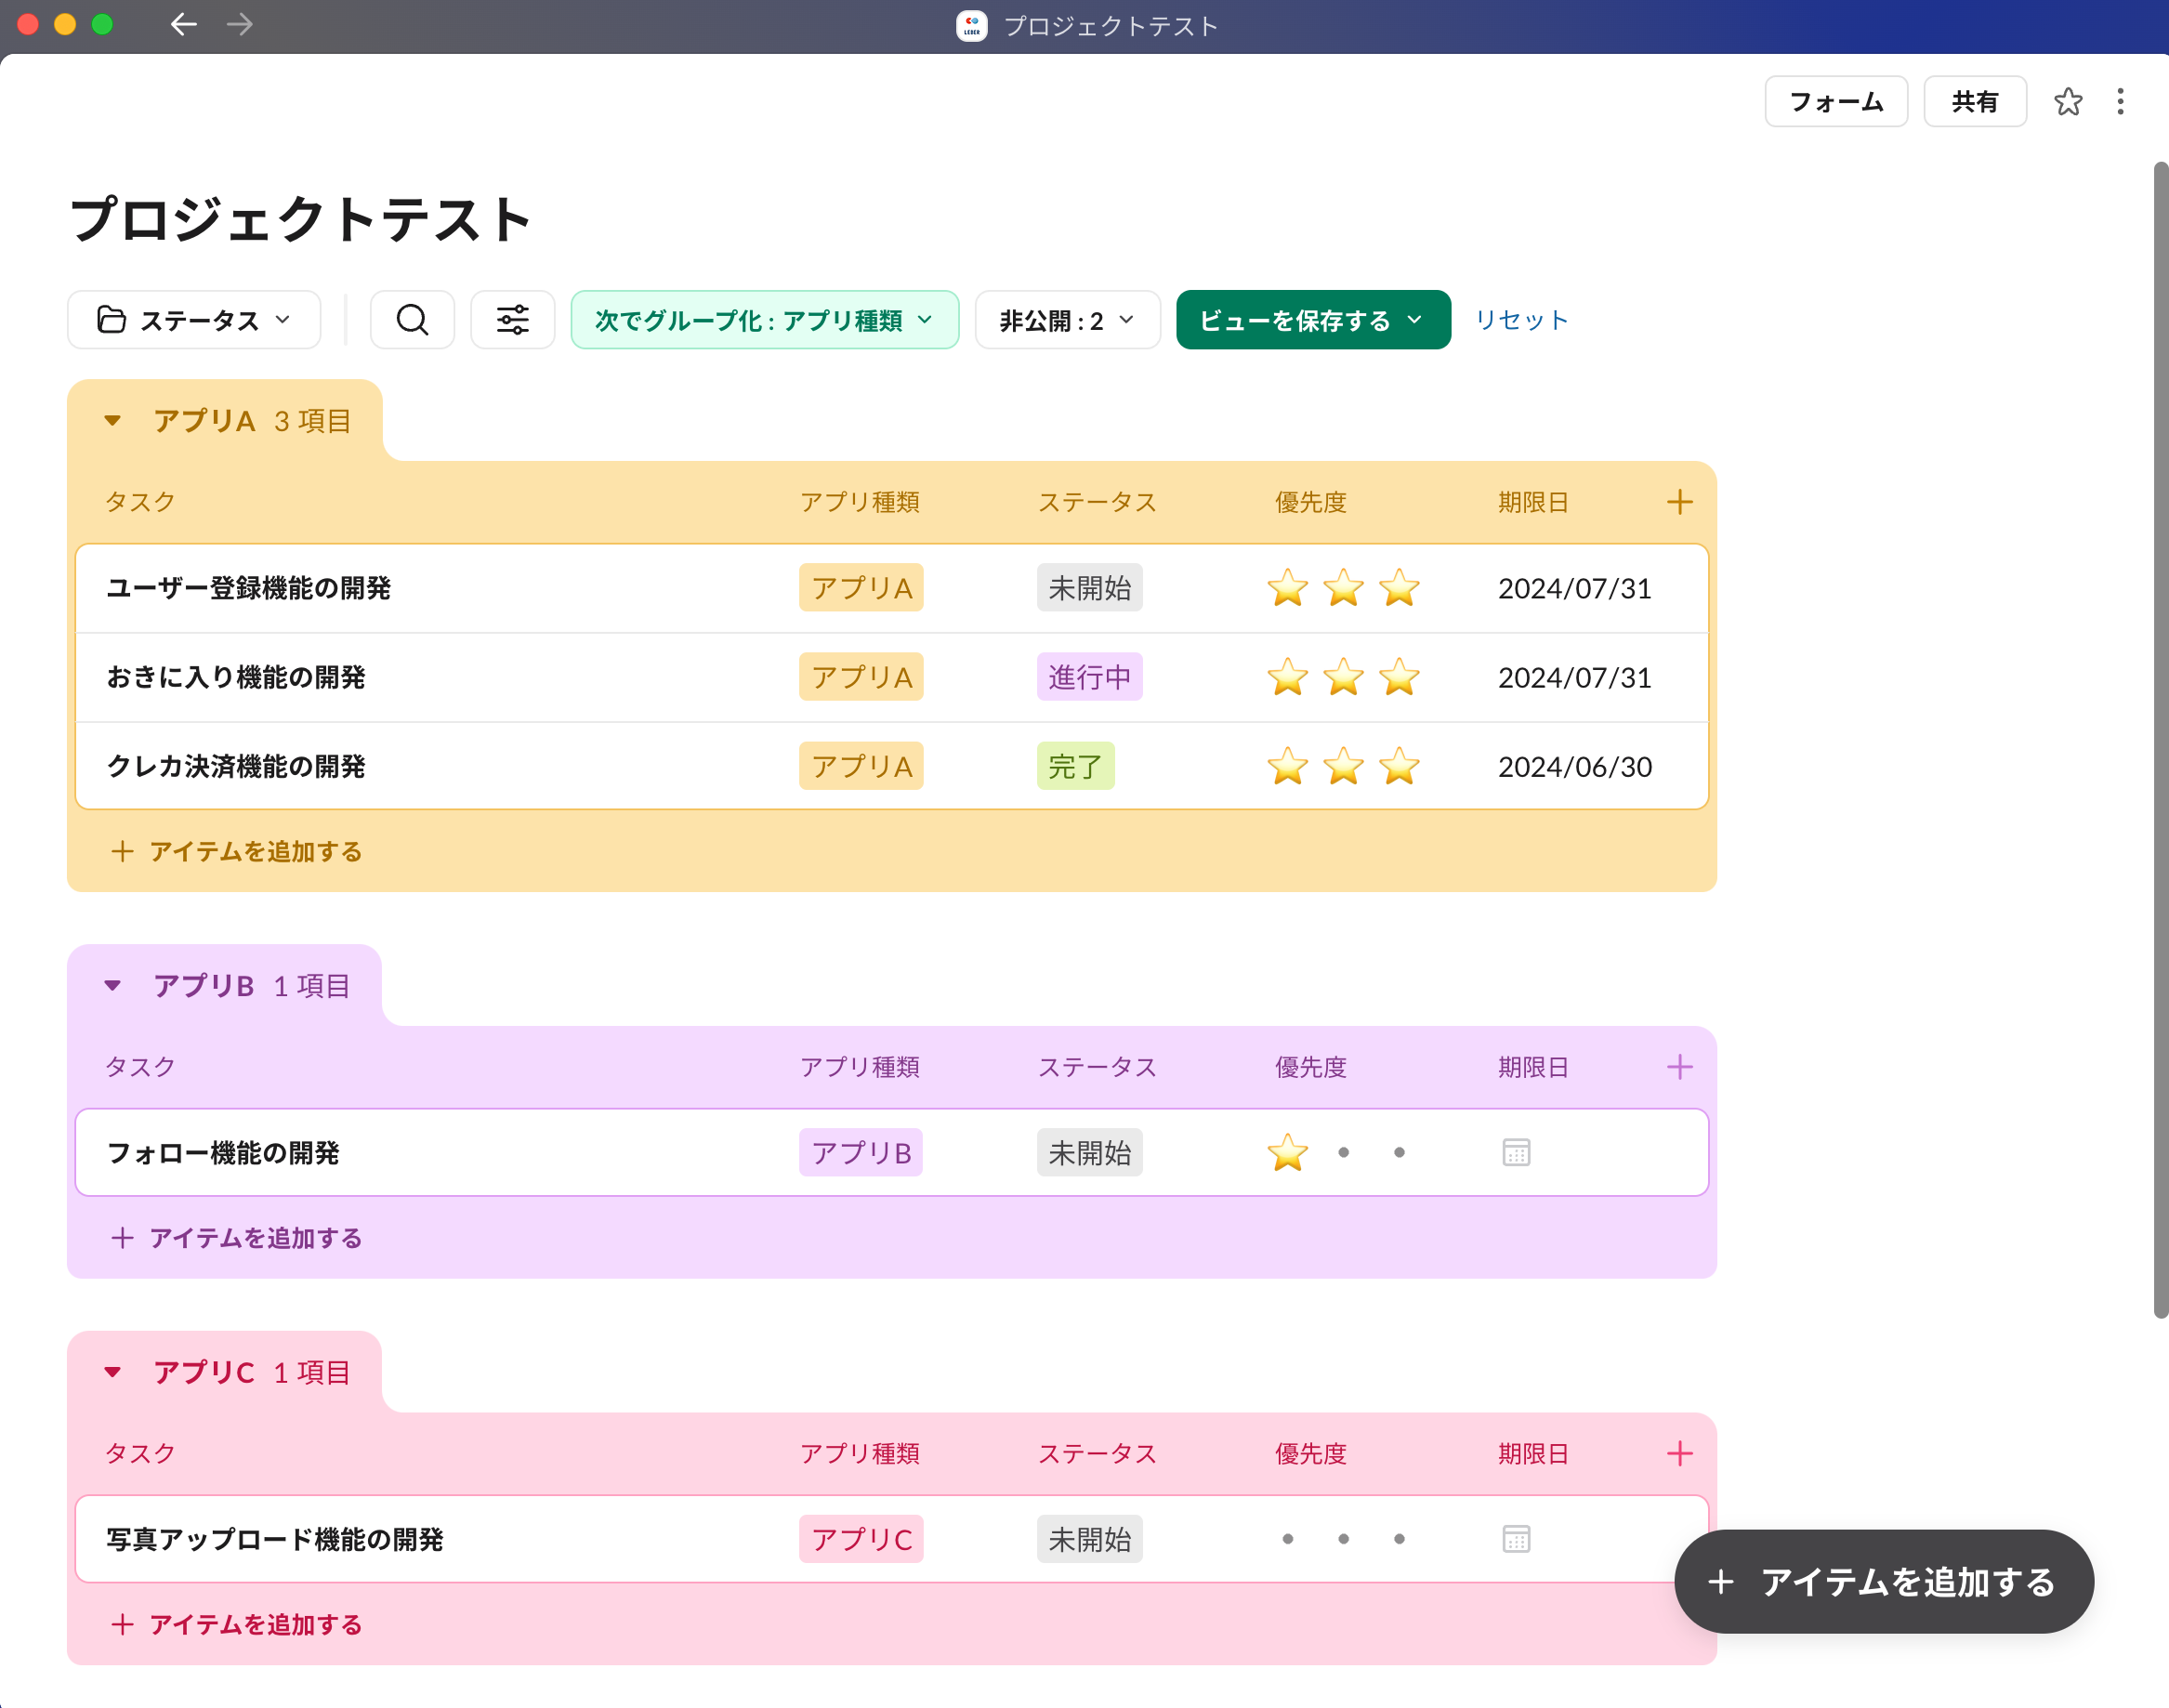 LEBER プロジェクトテスト
フォーム 共有
プロジェクトテスト
ステータス 次でグループ化 : アプリ種類 非公開 : 2 ビューを保存する リセット
アプリA 3 項目
タスク アプリ種類 ステータス 優先度 期限日
ユーザー登録機能の開発 アプリA 未開始 2024/07/31
おきに入り機能の開発 アプリA 進行中 2024/07/31
クレカ決済機能の開発 アプリA 完了 2024/06/30
アイテムを追加する
アプリB 1 項目
タスク アプリ種類 ステータス 優先度 期限日
フォロー機能の開発 アプリB 未開始
アイテムを追加する
アプリC 1 項目
タスク アプリ種類 ステータス 優先度 期限日
写真アップロード機能の開発 アプリC 未開始
アイテムを追加する
アイテムを追加する